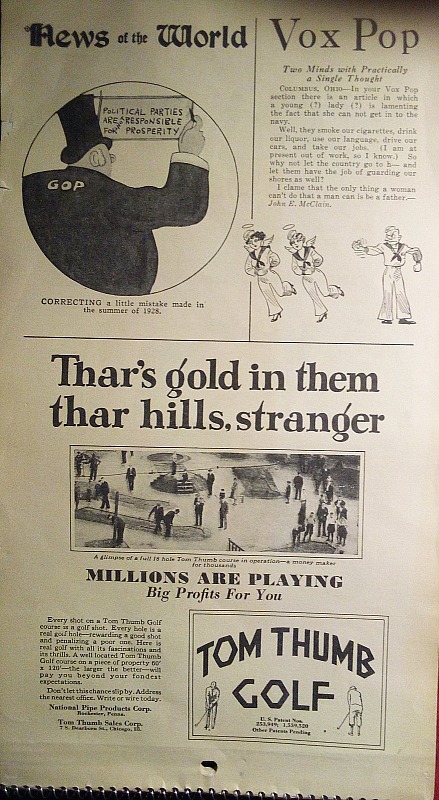 News of the World
POLITICAL PARTIES
ARE RESPONSIBLE
FOR PROSPERITY
GOP
CORRECTING a little mistake made in
the summer of 1928.
Vox Pop
Two Minds with Practically
a Single Thought
COLUMBUS, OHIO—In your Vox Pop
section there is an article in which
a young (?) lady (?) is lamenting
the fact that she can not get in to the
navy.
Well, they smoke our cigarettes, drink
our liquor, use our language, drive our
cars, and take our jobs. (I am at
present out of work, so I know.) So
why not let the country go to h— and
let them have the job of guarding our
shores as well?
I claim that the only thing a woman
can't do that a man can is be a father.—
John E. McClain.
Thar's gold in them
thar hills, stranger
A glimpse of a full 18 hole Tom Thumb course in operation—a money maker
for thousands
MILLIONS ARE PLAYING
Big Profits For You
Every shot on a Tom Thumb Golf
course is a golf shot. Every hole is a
real golf hole—rewarding a good shot
and penalizing a poor one. Here is
real golf with all its fascinations and
its thrills. A well located Tom Thumb
Golf course on a piece of property 60'
x 120'—the larger the better—will
pay you beyond your fondest
expectations.
Don't let this chance slip by. Address
the nearest office. Write or wire today.
National Pipe Products Corp.
Rochester, Penna.
Tom Thumb Sales Corp.
7 S. Dearborn St., Chicago, Ill.
TOM THUMB
GOLF
U. S. Patent Nos.
Other Patents Pending